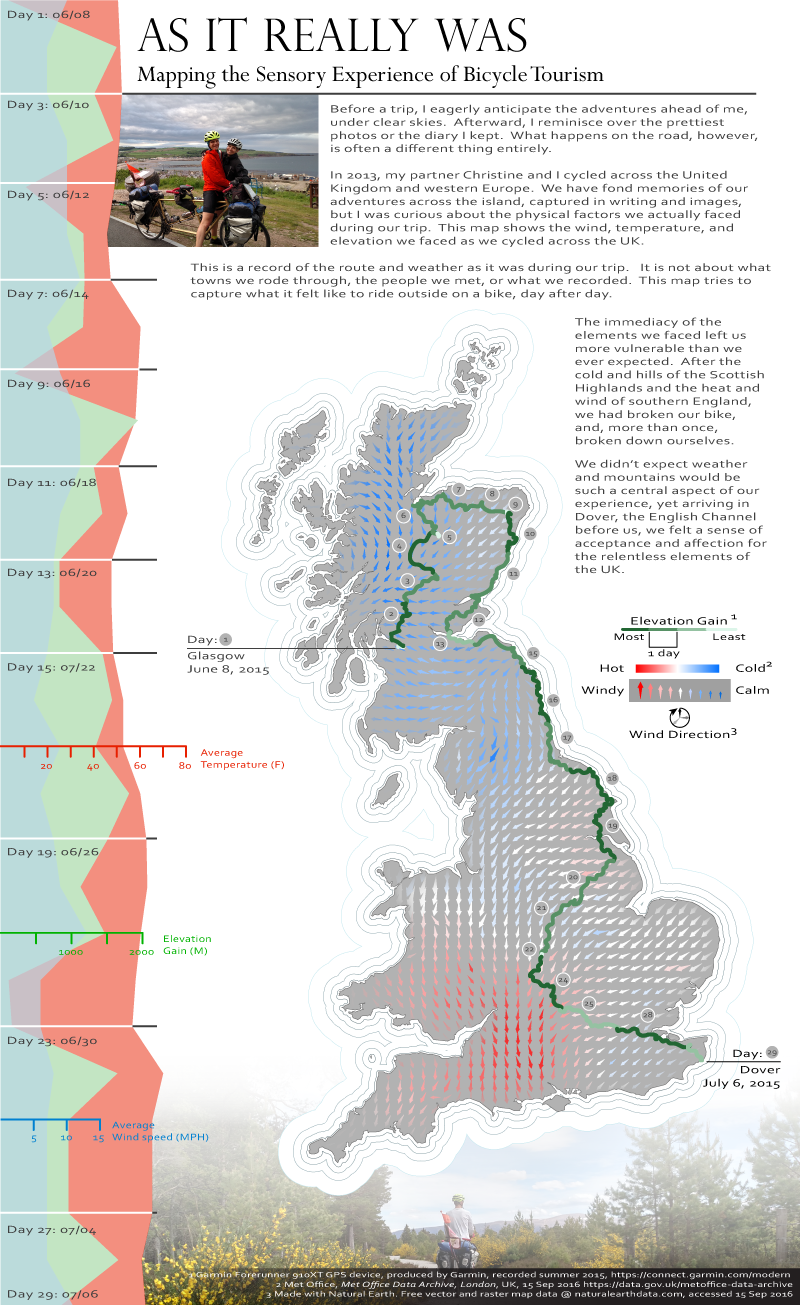 AS IT REALLY WAS
Mapping the Sensory Experience of Bicycle Tourism
Before a trip, I eagerly anticipate the adventures ahead of me,
under clear skies. Afterward, I reminisce over the prettiest
photos or the diary I kept. What happens on the road, however,
is often a different thing entirely.
In 2013, my partner Christine and I cycled across the United
Kingdom and western Europe. We have fond memories of our
adventures across the island, captured in writing and images,
but I was curious about the physical factors we actually faced
during our trip. This map shows the wind, temperature, and
elevation we faced as we cycled across the UK.
This is a record of the route and weather as it was during our trip. It is not about what
towns we rode through, the people we met, or what we recorded. This map tries to
capture what it felt like to ride outside on a bike, day after day.
The immediacy of the
elements we faced left us
more vulnerable than we
ever expected. After the
cold and hills of the Scottish
Highlands and the heat and
wind of southern England,
we had broken our bike,
and, more than once,
broken down ourselves.
We didn't expect weather
and mountains would be
such a central aspect of our
experience, yet arriving in
Dover, the English Channel
before us, we felt a sense of
acceptance and affection for
the relentless elements of
the UK.
Elevation Gain 1
Most Least
1 day
Hot Cold2
Windy Calm
Wind Direction3
Day 1: 06/08
Day 3: 06/10
Day 5: 06/12
Day 7: 06/14
Day 9: 06/16
Day 11: 06/18
Day 13: 06/20
Day 15: 07/22
20 40 60 80
Average
Temperature (F)
Day 19: 06/26
1000 2000
Elevation
Gain (M)
Day 23: 06/30
5 10 15
Average
Wind speed (MPH)
Day 27: 07/04
Day 29: 07/06
Day: 1
Glasgow
June 8, 2015
2
3
4
5
6
7
8
9
10
11
12
13
15
16
17
18
19
20
21
22
24
25
28
Day: 29
Dover
July 6, 2015
1 Garmin Forerunner 910XT GPS device, produced by Garmin, recorded summer 2015, https://connect.garmin.com/modern
2 Met Office, Met Office Data Archive, London, UK, 15 Sep 2016 https://data.gov.uk/metoffice-data-archive
3 Made with Natural Earth. Free vector and raster map data @ naturalearthdata.com, accessed 15 Sep 2016